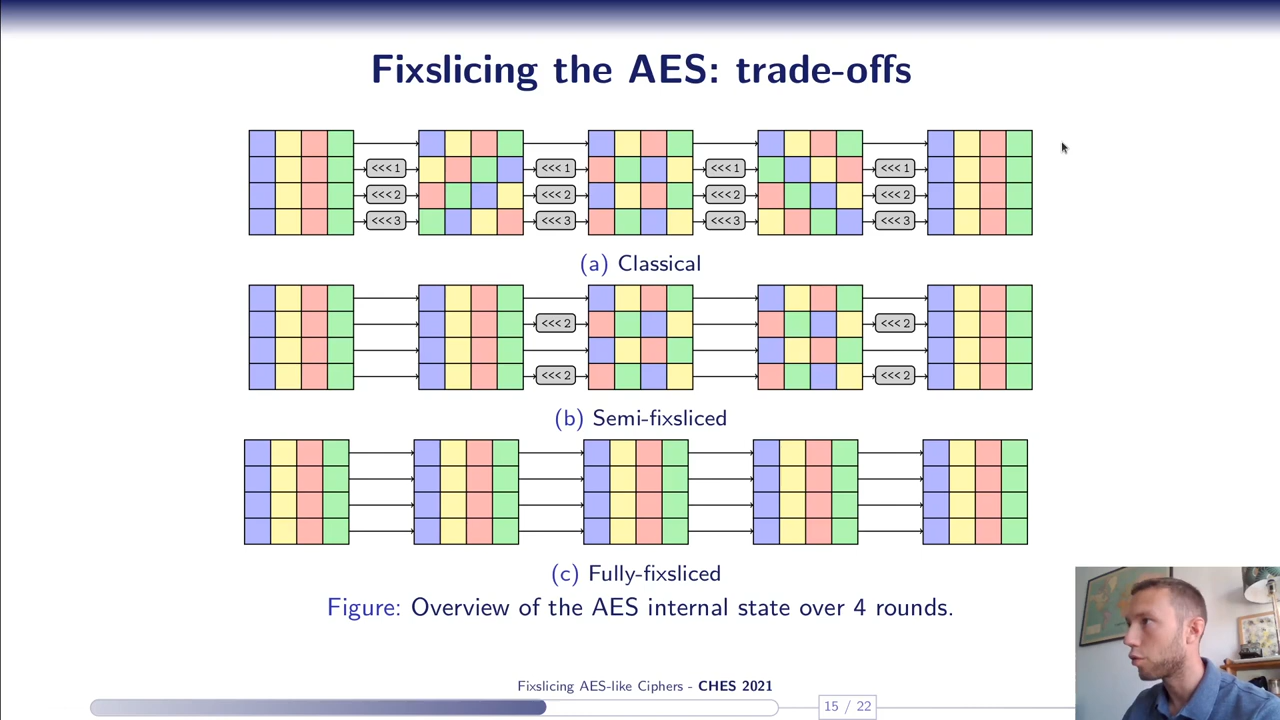 Fixslicing the AES: trade-offs
<<<1 <<<1 <<<1 <<<1
<<<2 <<<2 <<<2 <<<2
<<<3 <<<3 <<<3 <<<3
(a) Classical
<<<2 <<<2
<<<2 <<<2
(b) Semi-fixsliced
(c) Fully-fixsliced
Figure: Overview of the AES internal state over 4 rounds.
Fixslicing AES-like Ciphers - CHES 2021
15 / 22